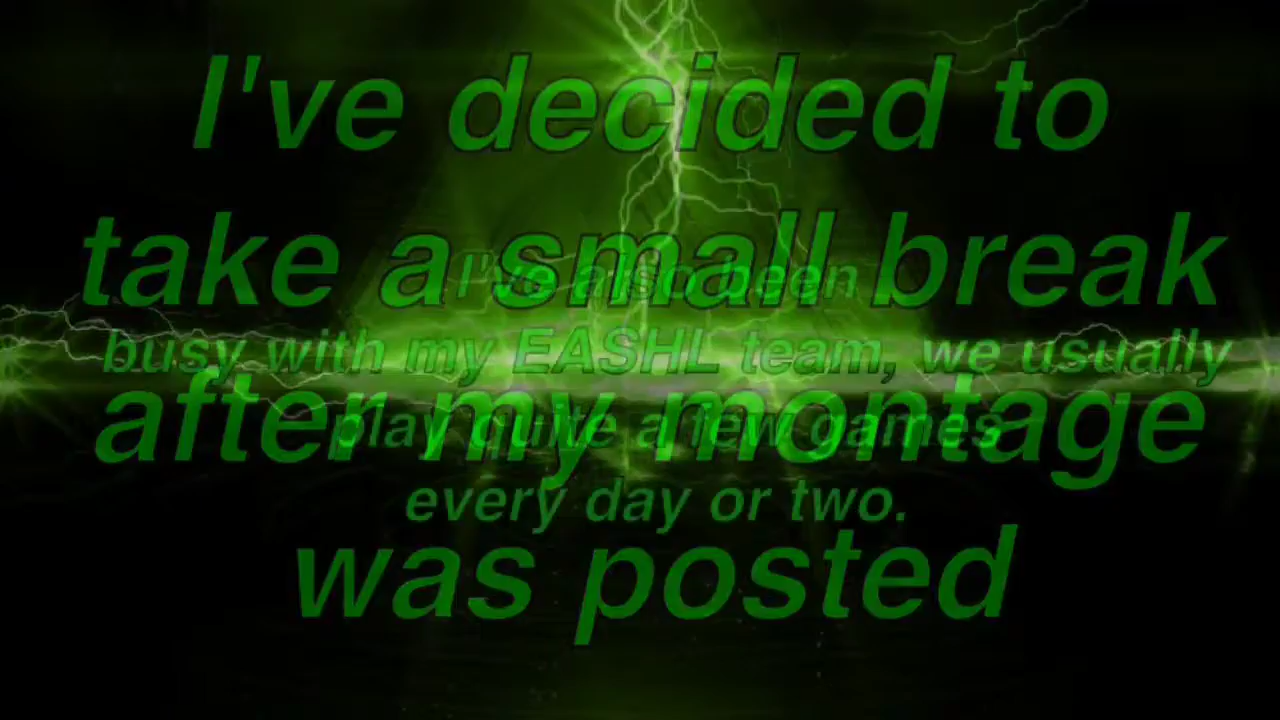 I've decided to
take a small break
after my montage
was posted
I've also been
busy with my EASHL team, we usually
play quite a few games
every day or two.